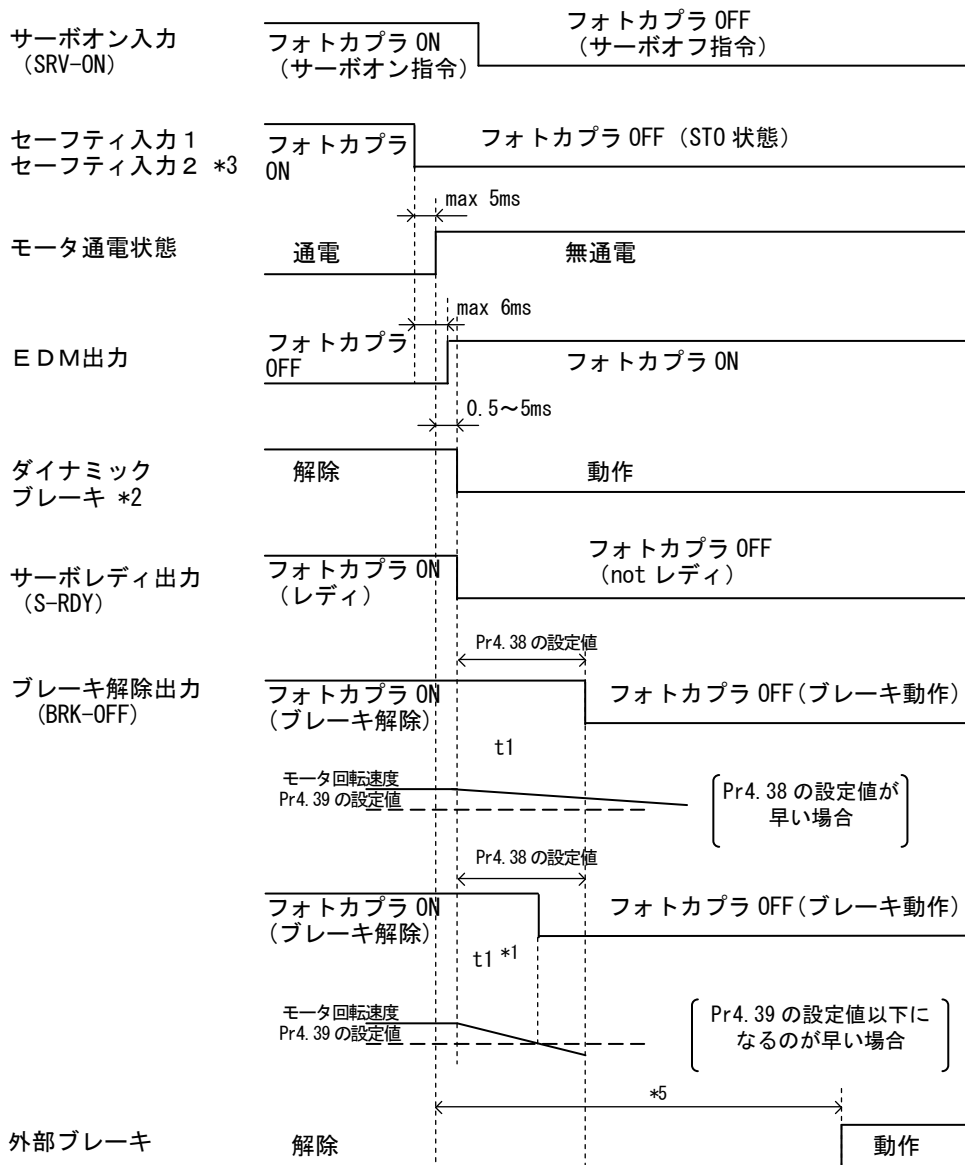 サーボオン入力
（SRV-ON）
フォトカプラ ON
（サーボオン指令）
フォトカプラ OFF
（サーボオフ指令）
セーフティ入力１
セーフティ入力２ *3
フォトカプラ
ON
フォトカプラ OFF（STO 状態）
max 5ms
モータ通電状態
通電
無通電
max 6ms
ＥＤＭ出力
フォトカプラ
OFF
フォトカプラ ON
0.5～5ms
ダイナミック
ブレーキ *2
解除
動作
サーボレディ出力
（S-RDY）
フォトカプラ ON
（レディ）
フォトカプラ OFF
（not レディ）
Pr4.38 の設定値
ブレーキ解除出力
（BRK-OFF）
フォトカプラ ON
（ブレーキ解除）
フォトカプラ OFF（ブレーキ動作）
t1
モータ回転速度
Pr4.39 の設定値
Pr4.38 の設定値が
早い場合
Pr4.38 の設定値
フォトカプラ ON
（ブレーキ解除）
フォトカプラ OFF（ブレーキ動作）
t1 *1
モータ回転速度
Pr4.39 の設定値
Pr4.39 の設定値以下に
なるのが早い場合
*5
外部ブレーキ
解除
動作